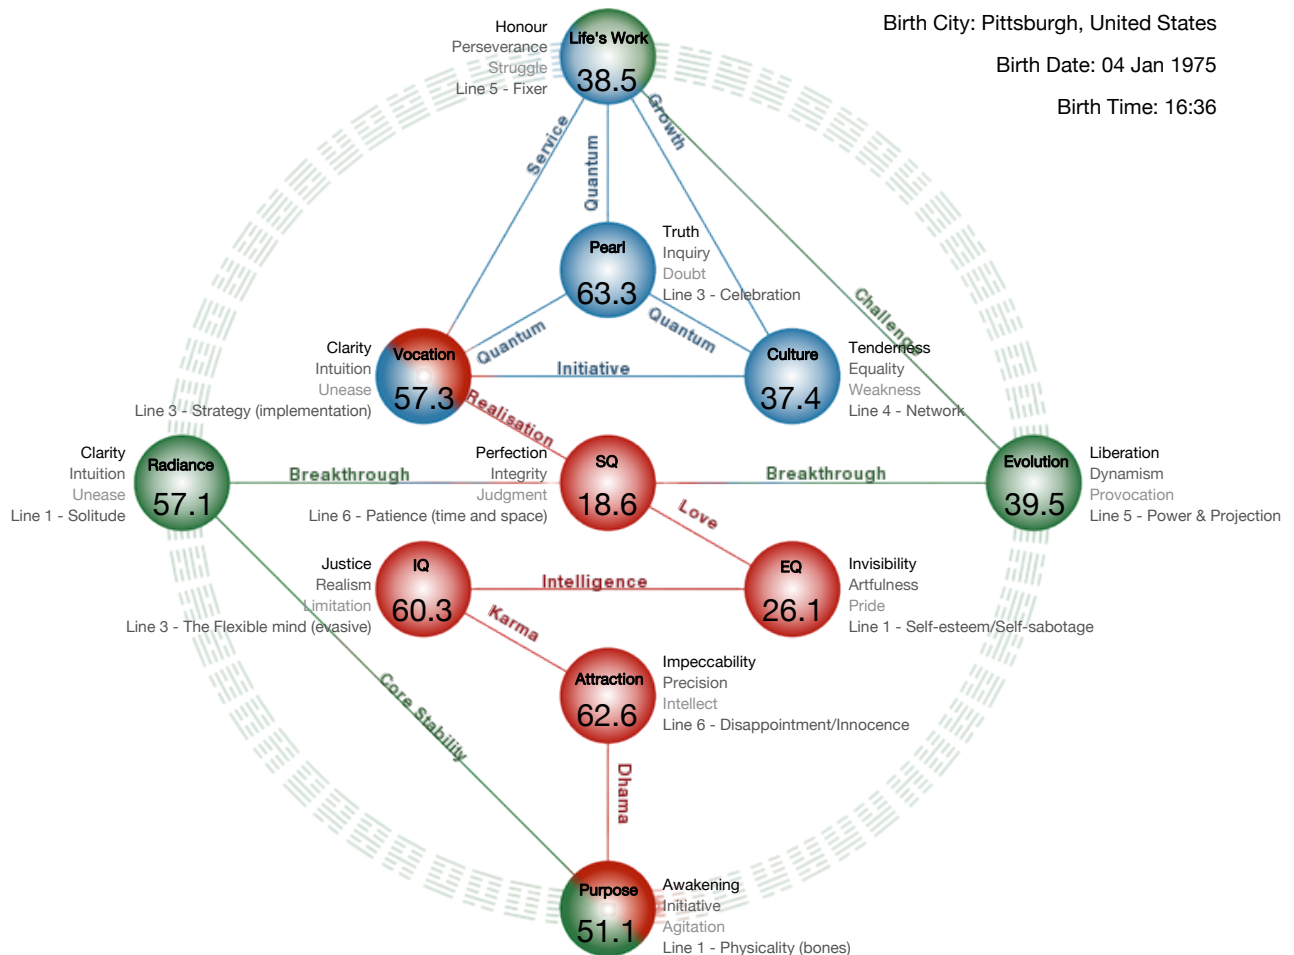 Birth City: Pittsburgh, United States
Birth Date: 04 Jan 1975
Birth Time: 16:36
Honour
Perseverance
Struggle
Line 5 - Fixer
Life's Work
38.5
Service
Quantum
Growth
Challenge
Pearl
63.3
Truth
Inquiry
Doubt
Line 3 - Celebration
Quantum
Quantum
Clarity
Intuition
Unease
Line 3 - Strategy (implementation)
Vocation
57.3
Initiative
Culture
37.4
Tenderness
Equality
Weakness
Line 4 - Network
Realisation
Clarity
Intuition
Unease
Line 1 - Solitude
Radiance
57.1
Breakthrough
Perfection
Integrity
Judgment
Line 6 - Patience (time and space)
SQ
18.6
Breakthrough
Evolution
39.5
Liberation
Dynamism
Provocation
Line 5 - Power & Projection
Love
Justice
Realism
Limitation
Line 3 - The Flexible mind (evasive)
IQ
60.3
Intelligence
EQ
26.1
Invisibility
Artfulness
Pride
Line 1 - Self-esteem/Self-sabotage
Karma
Core Stability
Attraction
62.6
Impeccability
Precision
Intellect
Line 6 - Disappointment/Innocence
Dhama
Purpose
51.1
Awakening
Initiative
Agitation
Line 1 - Physicality (bones)